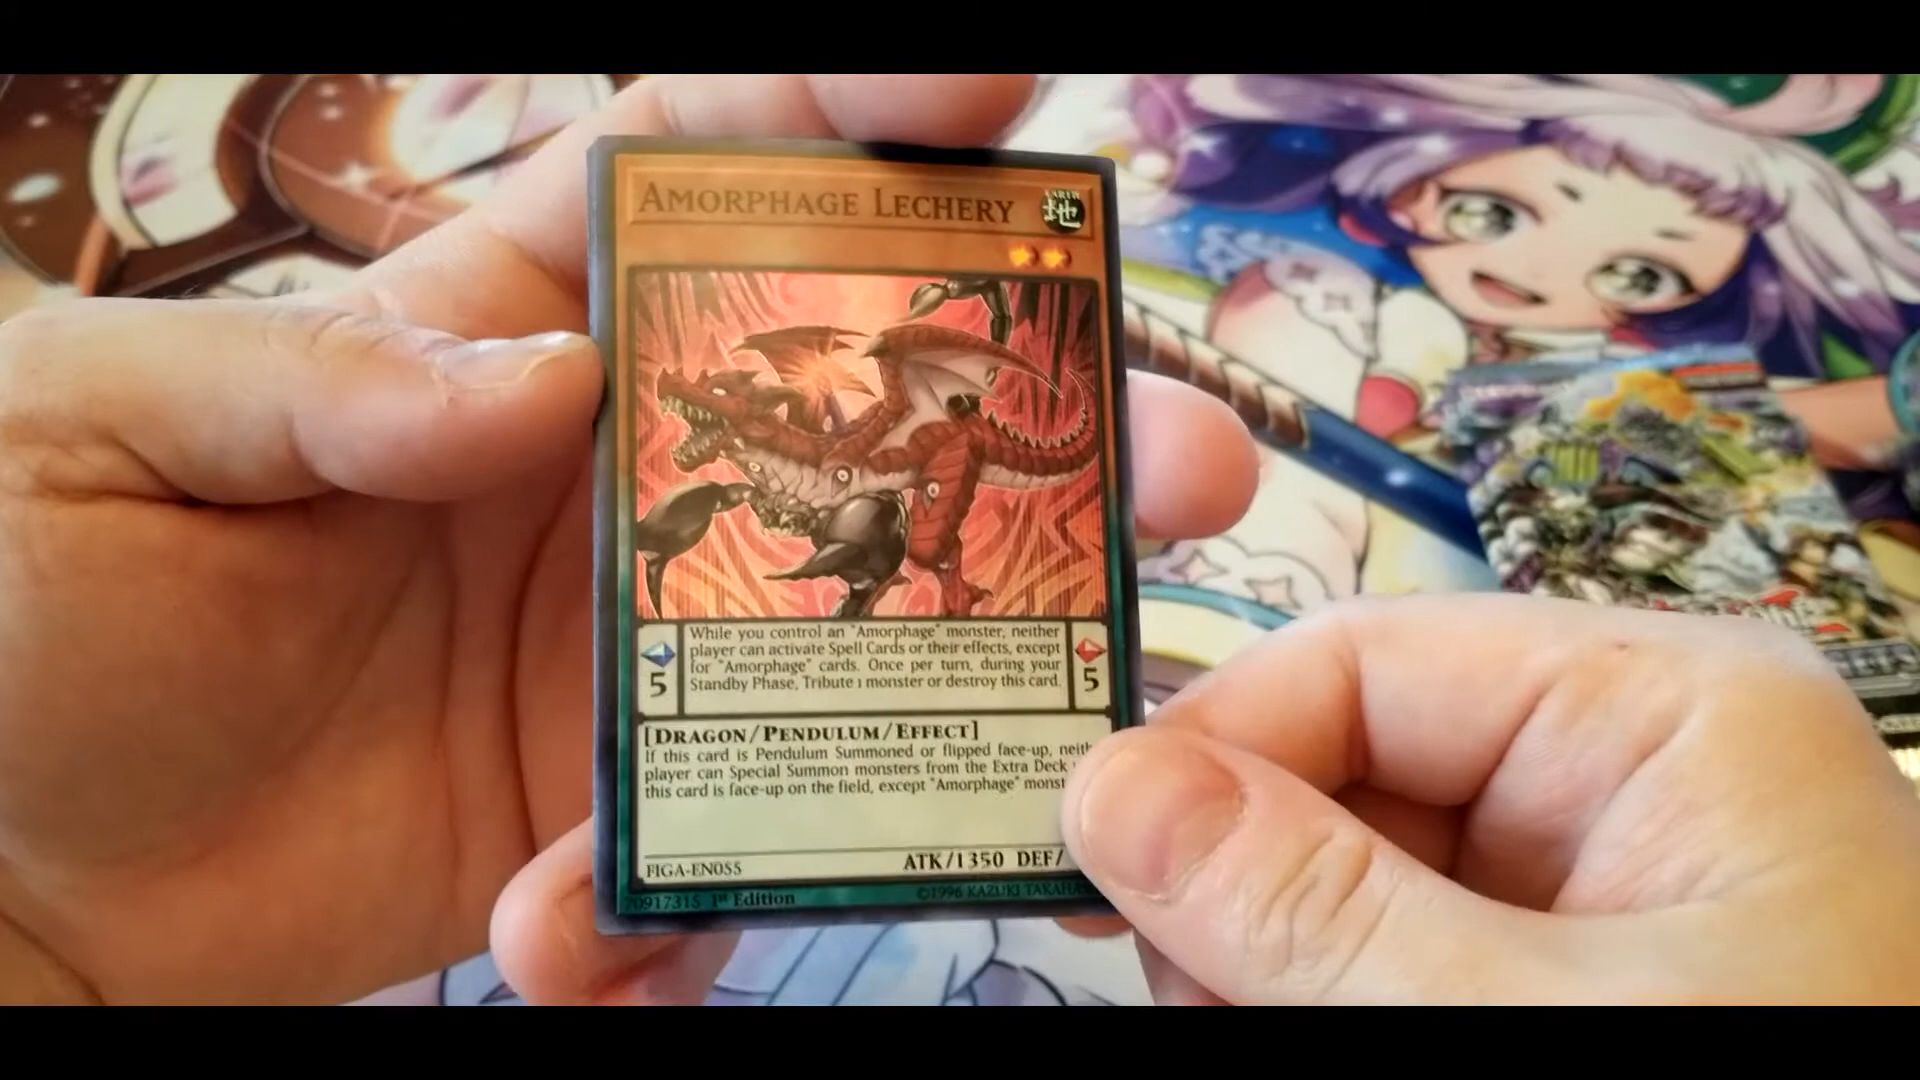 AMORPHAGE LECHERY
EARTH
地
While you control an "Amorphage" monster, neither
player can activate Spell Cards or their effects, except
for "Amorphage" cards. Once per turn, during your
Standby Phase, Tribute 1 monster or destroy this card.
5
5
[DRAGON/PENDULUM/EFFECT]
If this card is Pendulum Summoned or flipped face-up, neith
player can Special Summon monsters from the Extra Deck
this card is face-up on the field, except "Amorphage" monst
ATK/1350 DEF/
FIGA-EN055
70917315 1st Edition
©1996 KAZUKI TAKAHAS